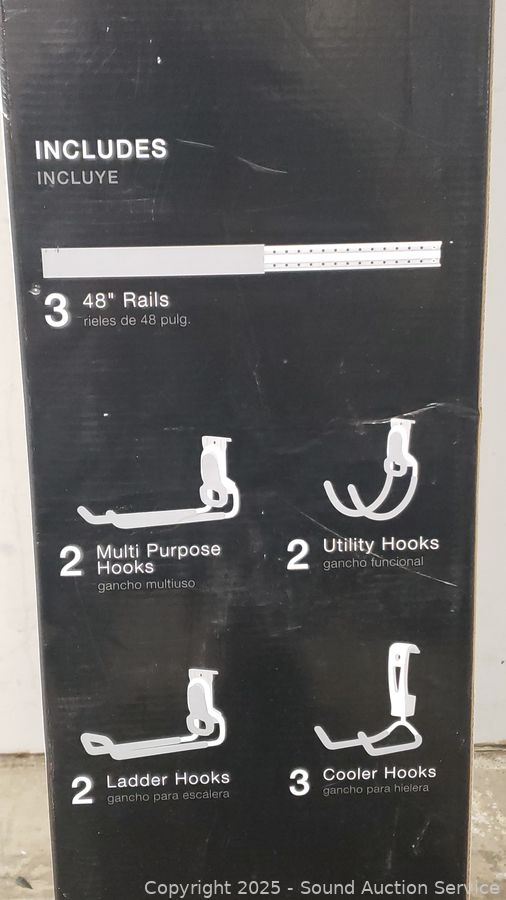 INCLUDES
INCLUYE
3 48" Rails
rieles de 48 pulg.
2 Multi Purpose
Hooks
gancho multiuso
2 Utility Hooks
gancho funcional
2 Ladder Hooks
gancho para escalera
3 Cooler Hooks
gancho para hielera
Copyright 2025 - Sound Auction Service